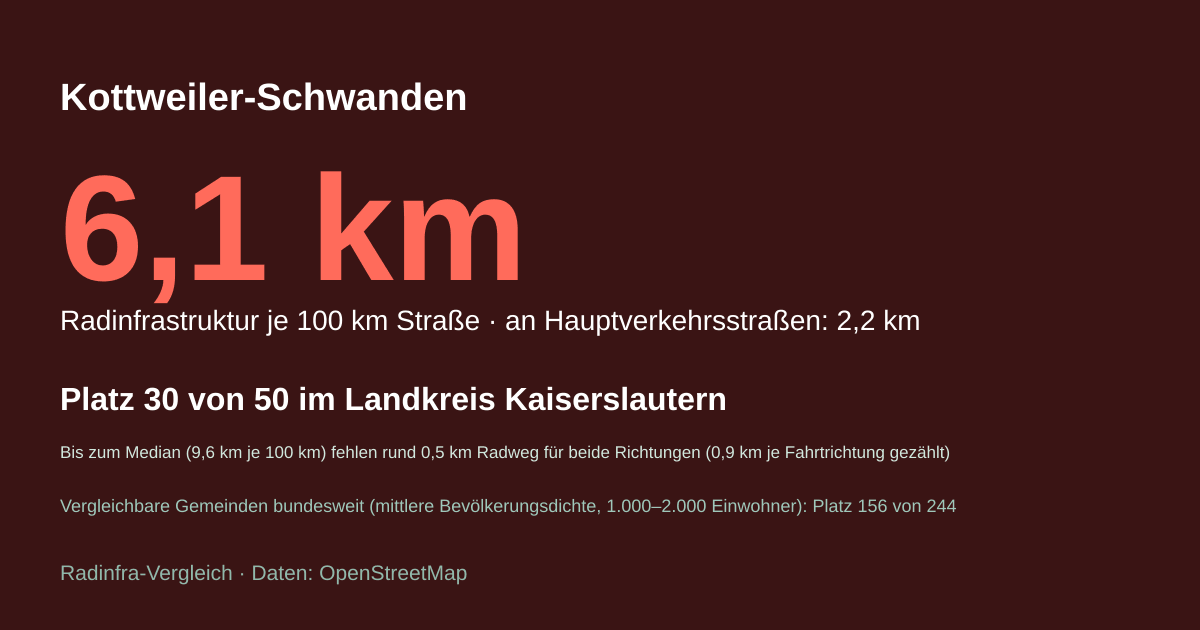 Kottweiler-Schwanden
6,1 km
Radinfrastruktur je 100 km Straße · an Hauptverkehrsstraßen: 2,2 km
Platz 30 von 50 im Landkreis Kaiserslautern
Bis zum Median (9,6 km je 100 km) fehlen rund 0,5 km Radweg für beide Richtungen (0,9 km je Fahrtrichtung gezählt)
Vergleichbare Gemeinden bundesweit (mittlere Bevölkerungsdichte, 1.000–2.000 Einwohner): Platz 156 von 244
Radinfra-Vergleich · Daten: OpenStreetMap